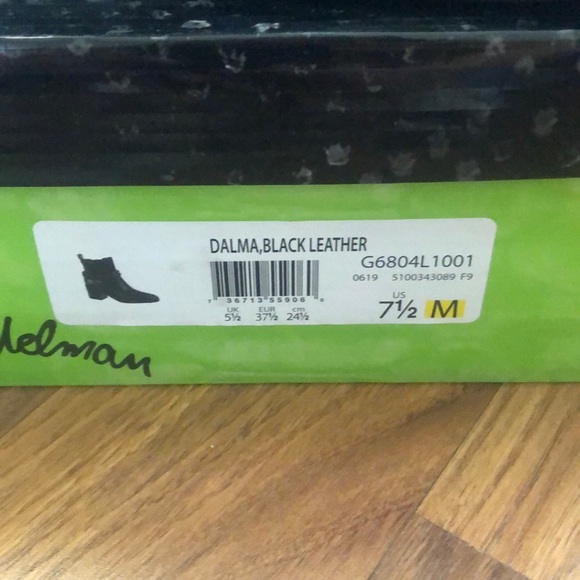 DALMA,BLACK LEATHER
G6804L1001
0619 5100343089 F9
7 36713 55906 8
UK EUR cm
5½ 37½ 24½
US
7½ M
delman